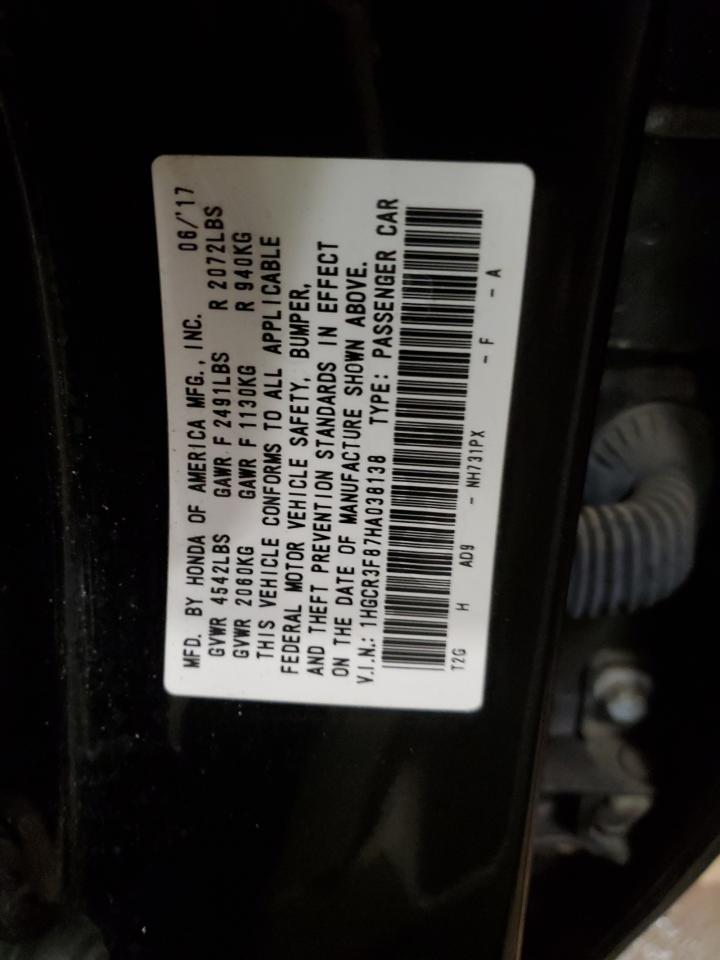 MFD. BY HONDA OF AMERICA MFG., INC. 06/'17
GVWR 4542LBS GAWR F 2491LBS R 2072LBS
GVWR 2060KG GAWR F 1130KG R 940KG
THIS VEHICLE CONFORMS TO ALL APPLICABLE
FEDERAL MOTOR VEHICLE SAFETY, BUMPER,
AND THEFT PREVENTION STANDARDS IN EFFECT
ON THE DATE OF MANUFACTURE SHOWN ABOVE.
V.I.N.: 1HGCR3F87HA038138 TYPE: PASSENGER CAR
T2G H AD9 - NH731PX - F - A